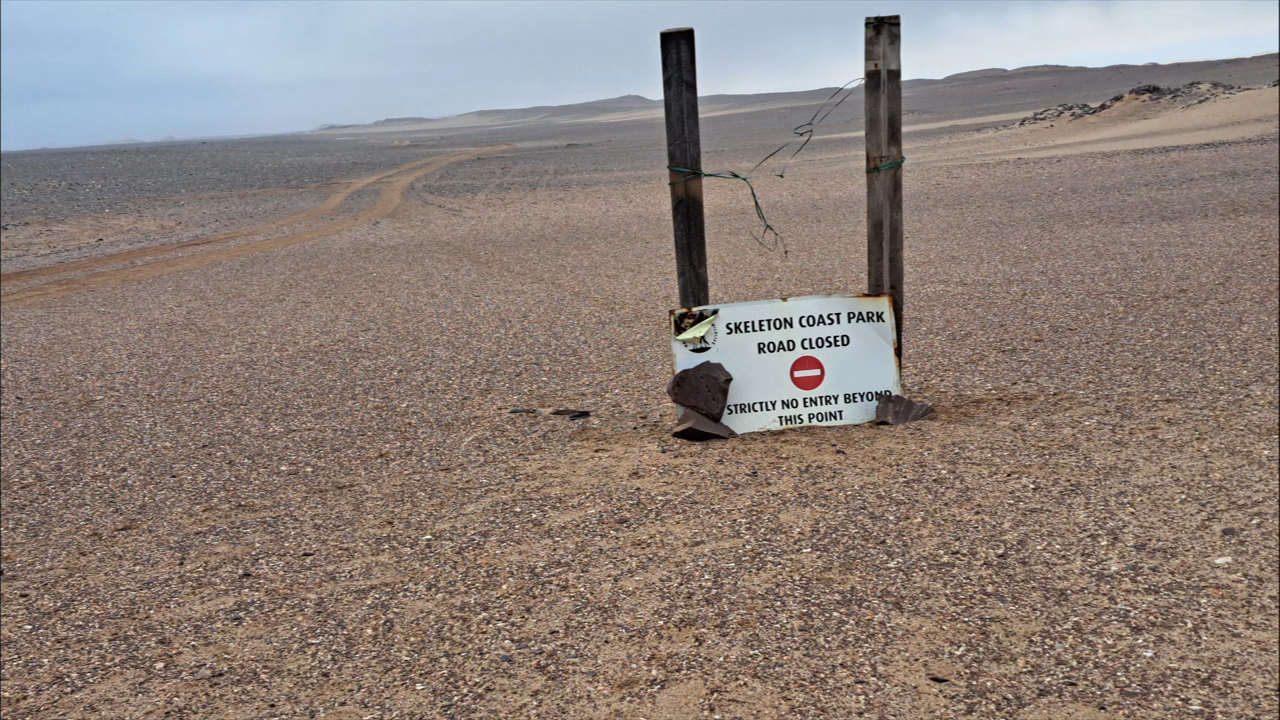 SKELETON COAST PARK
ROAD CLOSED
STRICTLY NO ENTRY BEYOND
THIS POINT